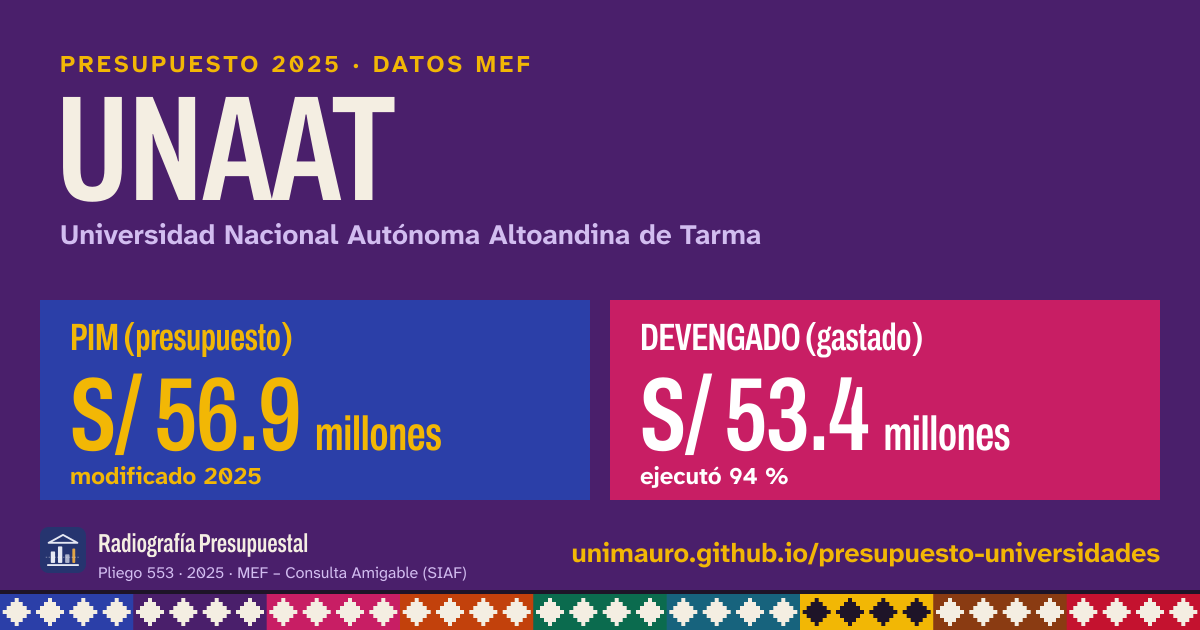 PRESUPUESTO 2025 · DATOS MEF
UNAAT
Universidad Nacional Autónoma Altoandina de Tarma
PIM (presupuesto)
S/ 56.9 millones
modificado 2025
DEVENGADO (gastado)
S/ 53.4 millones
ejecutó 94 %
Radiografía Presupuestal
Pliego 553 · 2025 · MEF – Consulta Amigable (SIAF)
unimauro.github.io/presupuesto-universidades